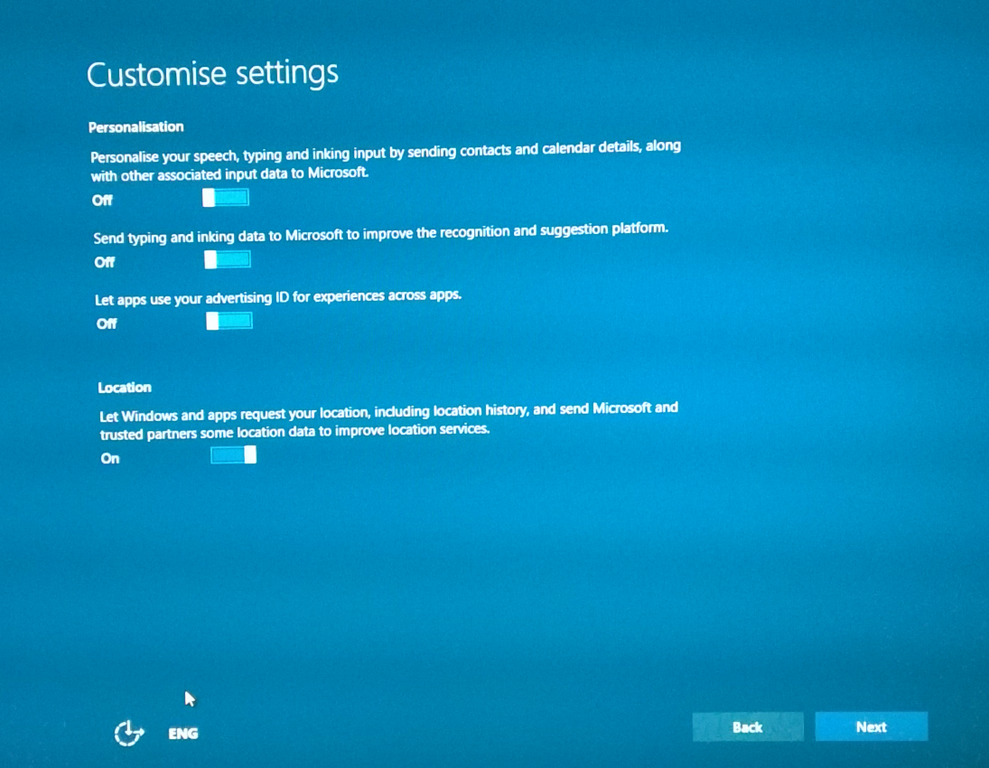 Customise settings
Personalisation
Personalise your speech, typing and inking input by sending contacts and calendar details, along
with other associated input data to Microsoft.
Off
Send typing and inking data to Microsoft to improve the recognition and suggestion platform.
Off
Let apps use your advertising ID for experiences across apps.
Off
Location
Let Windows and apps request your location, including location history, and send Microsoft and
trusted partners some location data to improve location services.
On
ENG
Back
Next